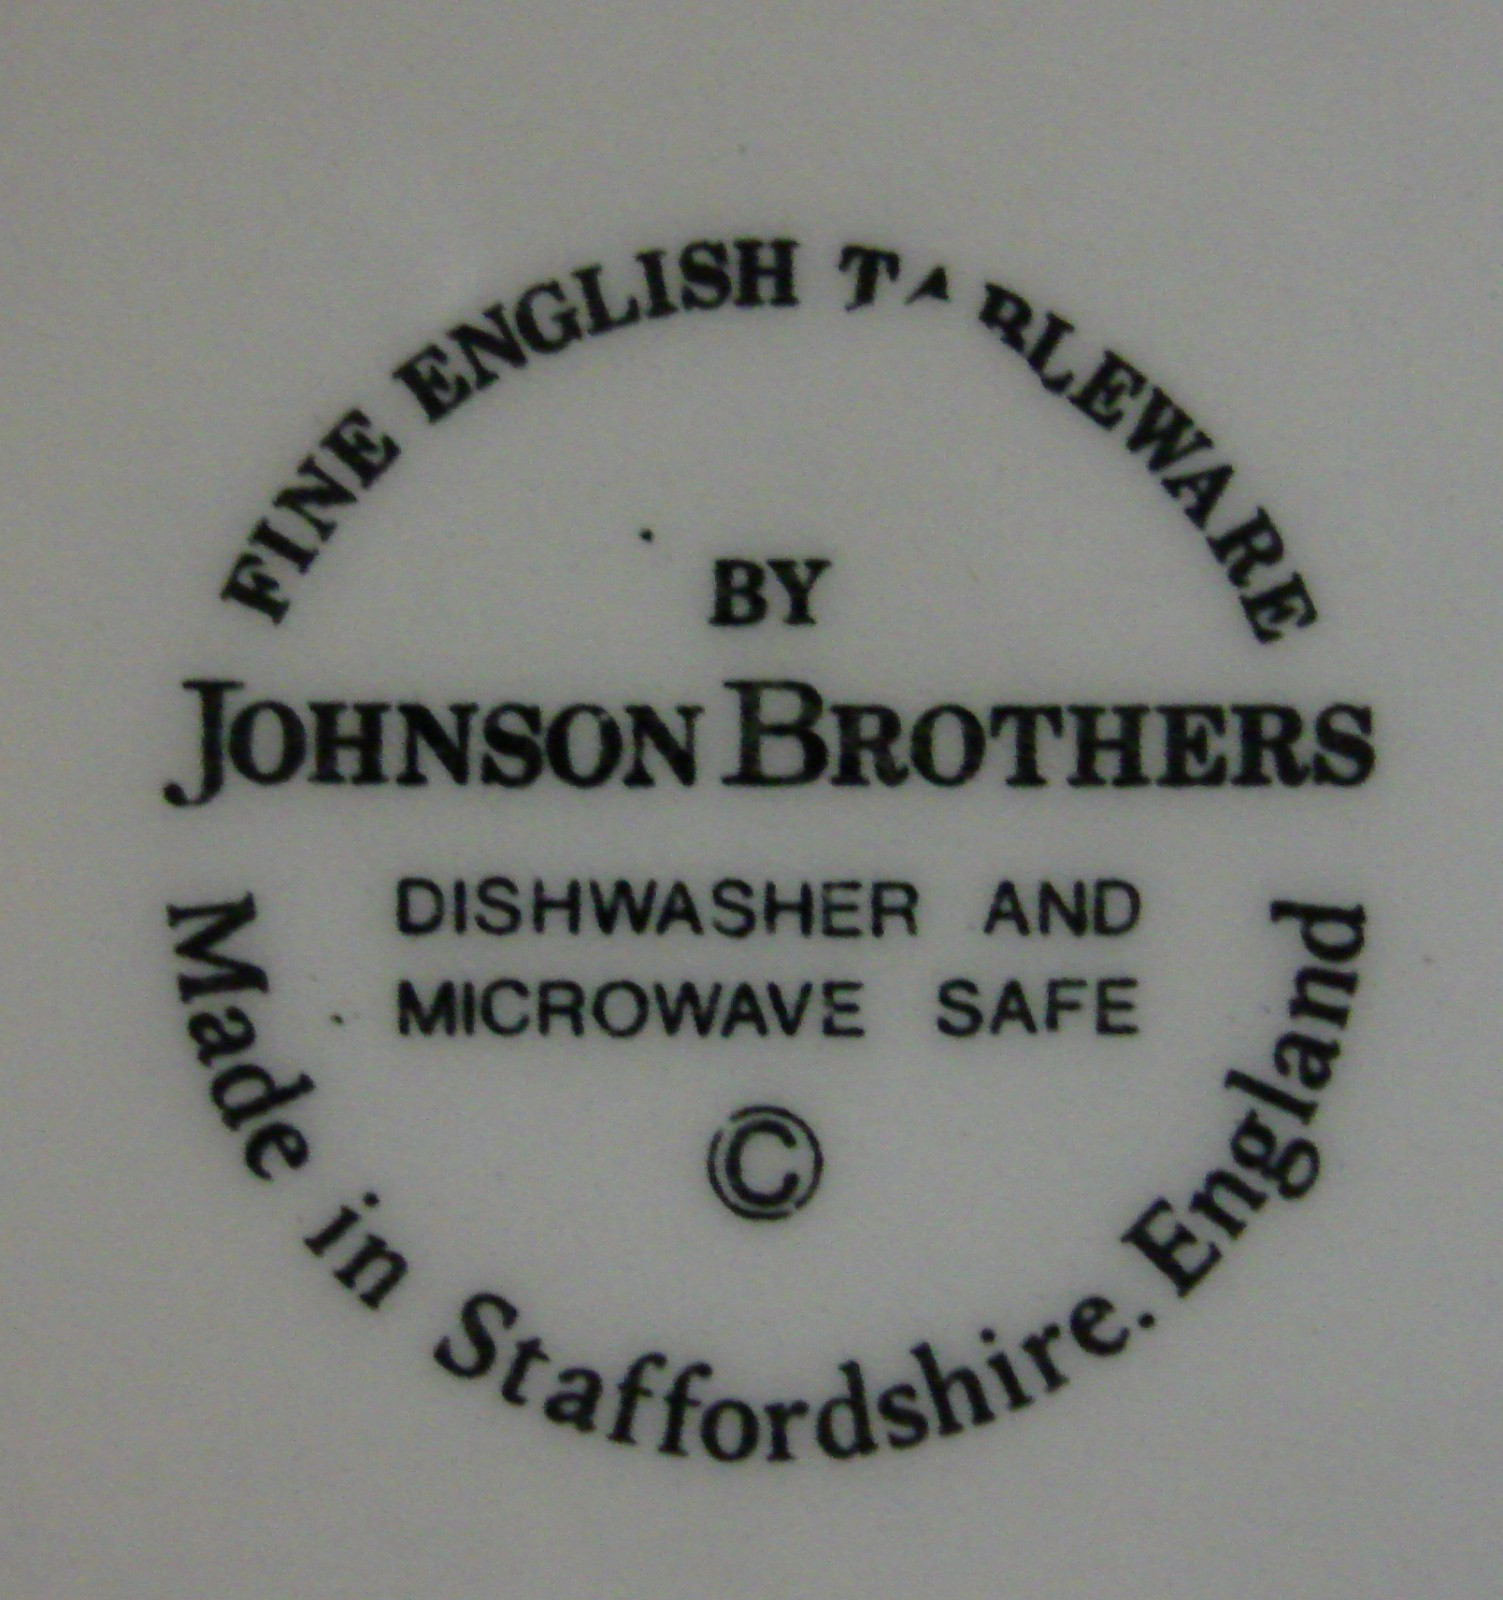 FINE ENGLISH TABLEWARE
BY
JOHNSON BROTHERS
DISHWASHER AND
MICROWAVE SAFE
©
Made in Staffordshire. England